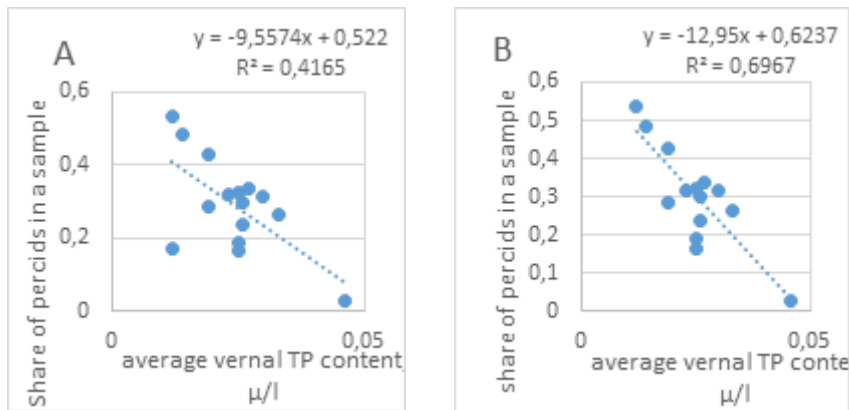 A
y = -9,5574x + 0,522
R² = 0,4165
Share of percids in a sample
0,6
0,4
0,2
0
0
0,05
average vernal TP content,
µ/l
B
y = -12,95x + 0,6237
R² = 0,6967
share of percids in a sample
0,6
0,5
0,4
0,3
0,2
0,1
0
0
0,05
average vernal TP conte
µ/l